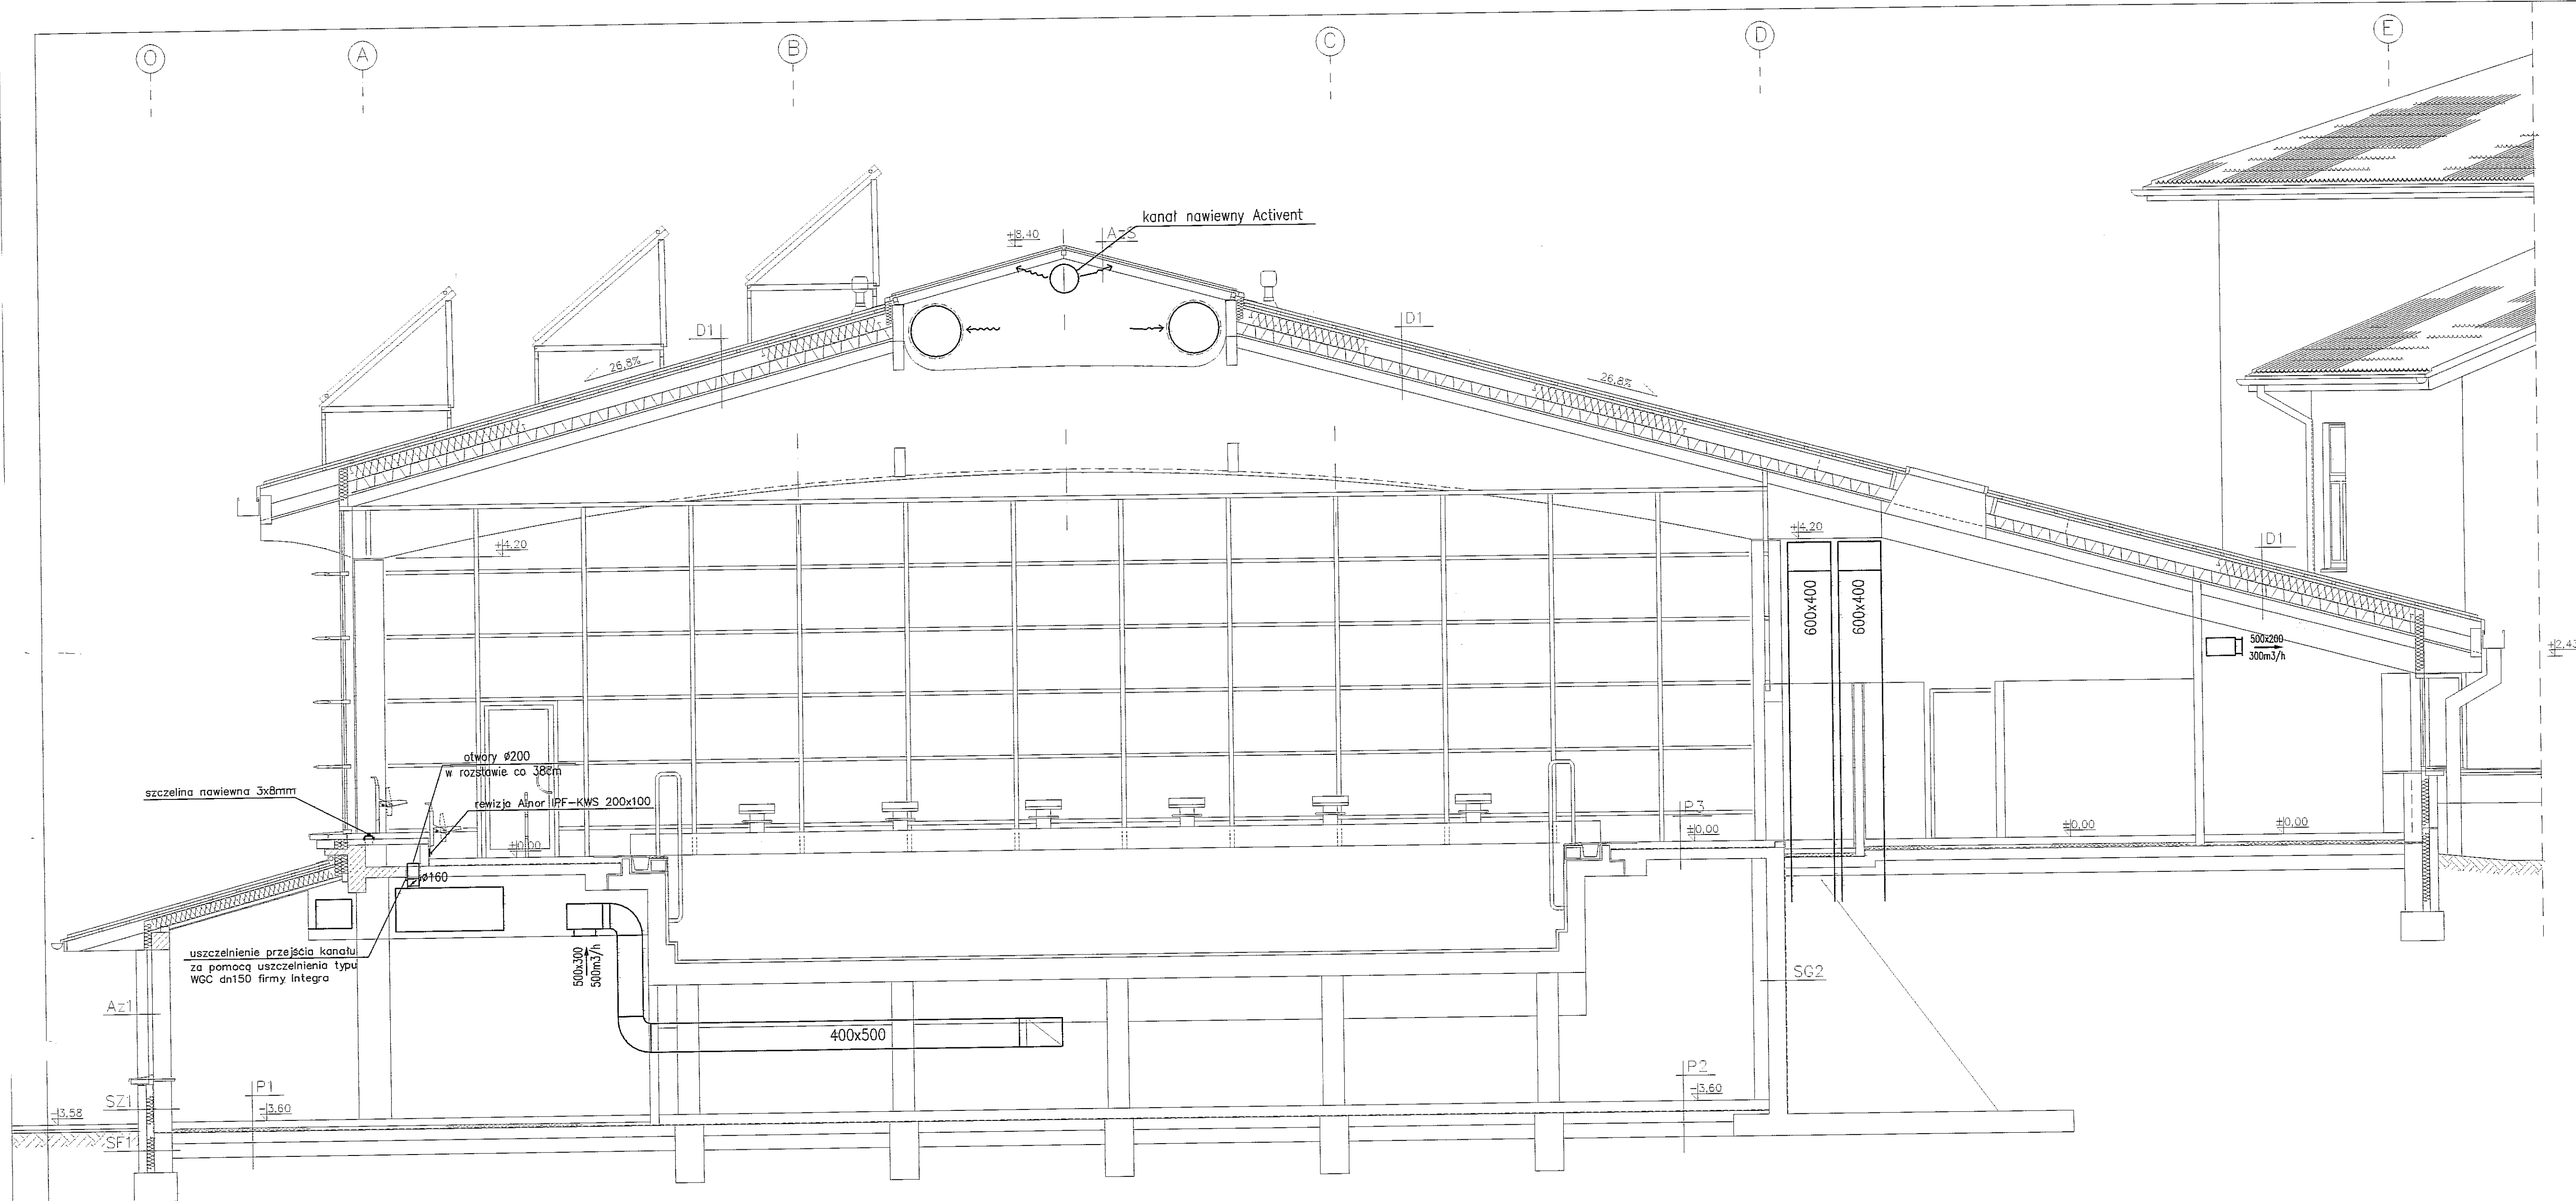 O
A
B
C
D
E
kanał nawiewny Activent
+8,40
D1
D1
26,8%
26,8%
+4,20
+4,20
D1
600x400
600x400
500x200
300m3/h
otwory ø200
w rozstawie co 38cm
szczelina nawiewna 3x8mm
rewizja Alnor IPF-KWS 200x100
P3
±0,00
±0,00
±0,00
±0,00
ø160
uszczelnienie przejścia kanału
za pomocą uszczelnienia typu
WGC dn150 firmy Integra
500x300
500m3/h
SG2
Az1
400x500
P1
P2
SZ1
-3,58
-3,60
-3,60
SF1